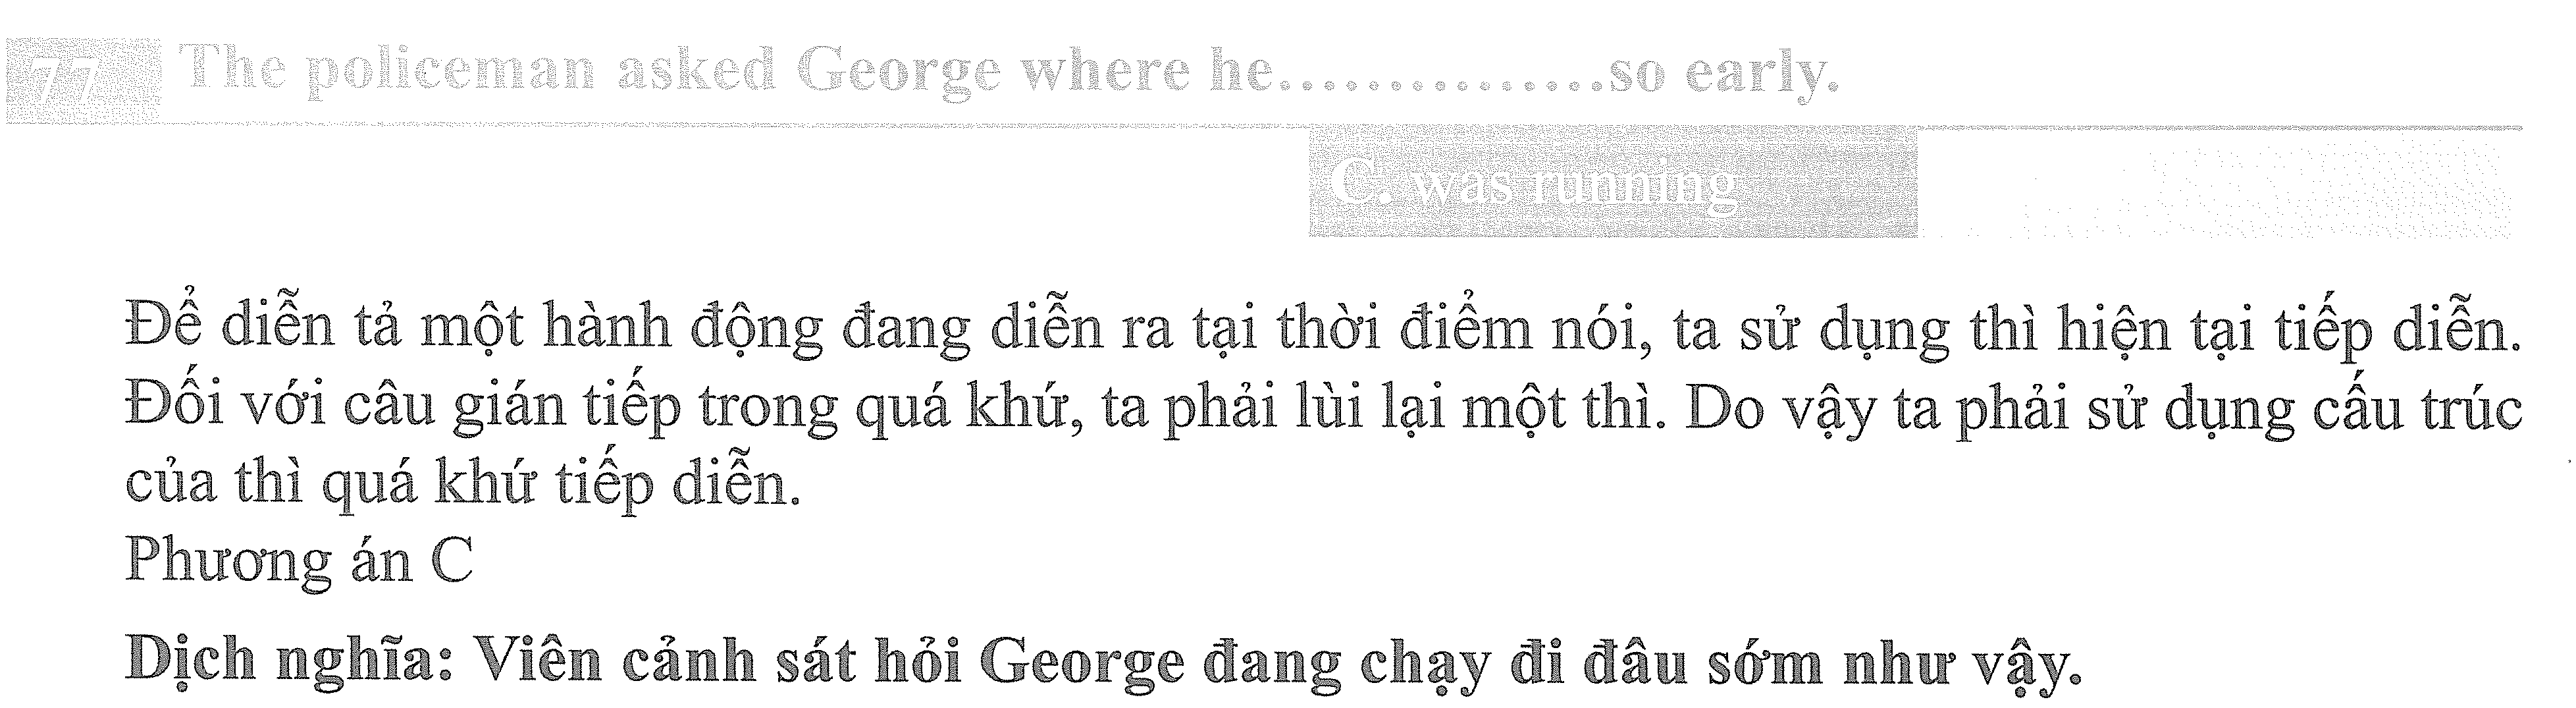 77 The policeman asked George where he...............so early.
C. was running
Để diễn tả một hành động đang diễn ra tại thời điểm nói, ta sử dụng thì hiện tại tiếp diễn.
Đối với câu gián tiếp trong quá khứ, ta phải lùi lại một thì. Do vậy ta phải sử dụng cấu trúc
của thì quá khứ tiếp diễn.
Phương án C
Dịch nghĩa: Viên cảnh sát hỏi George đang chạy đi đâu sớm như vậy.